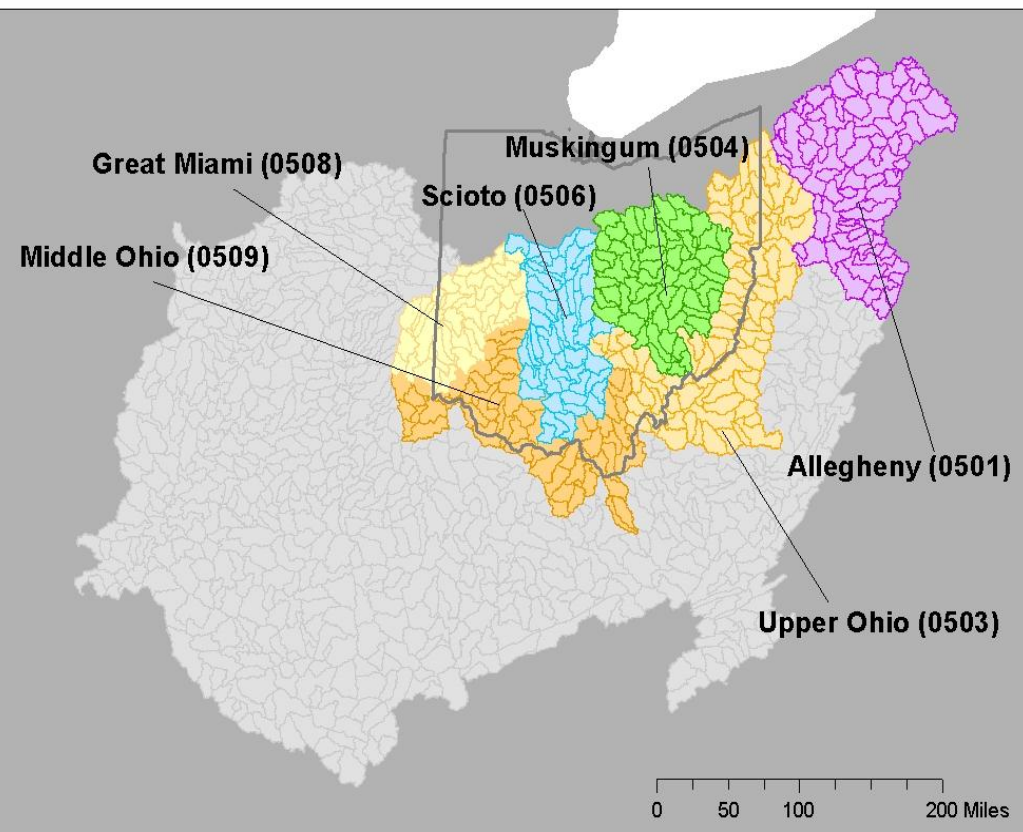 Muskingum (0504)
Great Miami (0508)
Scioto (0506)
Middle Ohio (0509)
Allegheny (0501)
Upper Ohio (0503)
0 50 100 200 Miles